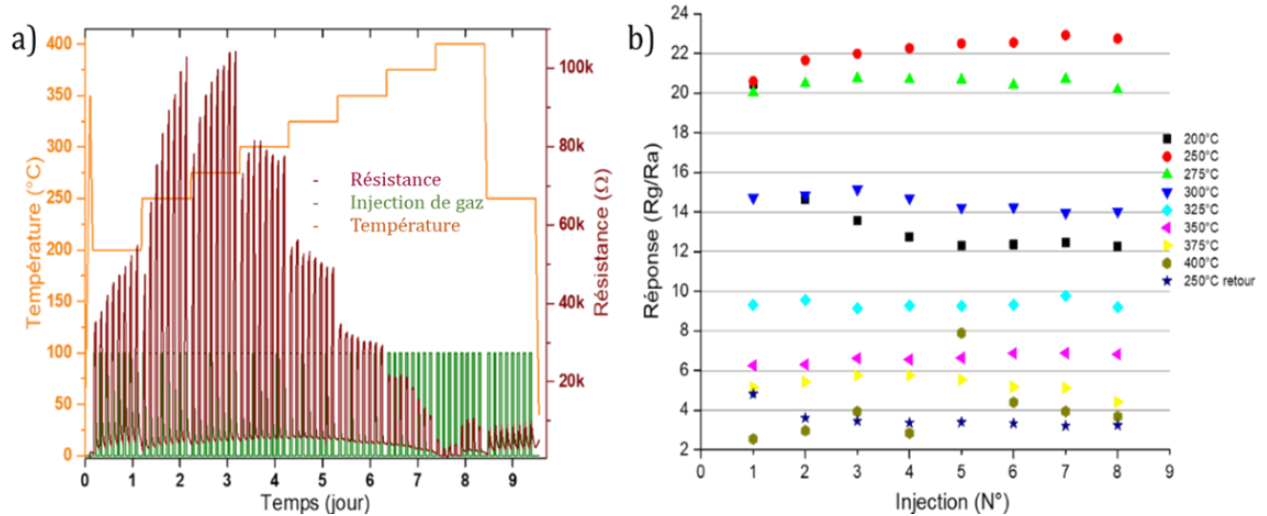 a)
400
350
300
250
200
150
100
50
0
Température (°C)
Résistance
Injection de gaz
Température
100k
80k
60k
40k
20k
Résistance (Ω)
0 1 2 3 4 5 6 7 8 9
Temps (jour)
b)
24
22
20
18
16
14
12
10
8
6
4
2
Réponse (Rg/Ra)
0 1 2 3 4 5 6 7 8 9
Injection (N°)
200°C
250°C
275°C
300°C
325°C
350°C
375°C
400°C
250°C retour